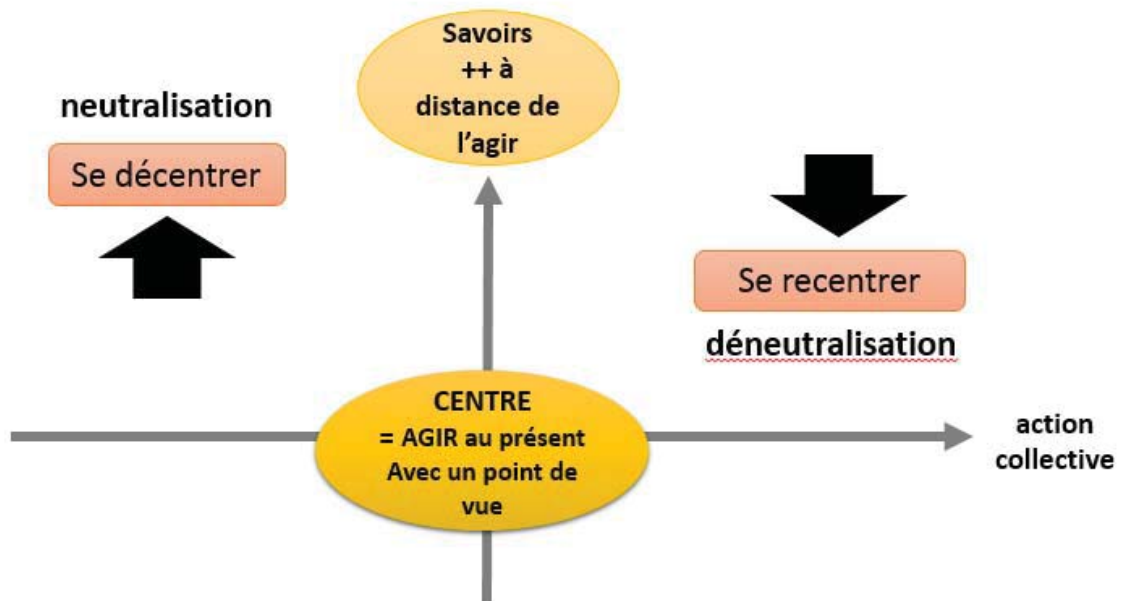 Savoirs
++ à
distance de
l'agir
neutralisation
Se décentrer
Se recentrer
déneutralisation
CENTRE
= AGIR au présent
Avec un point de
vue
action
collective